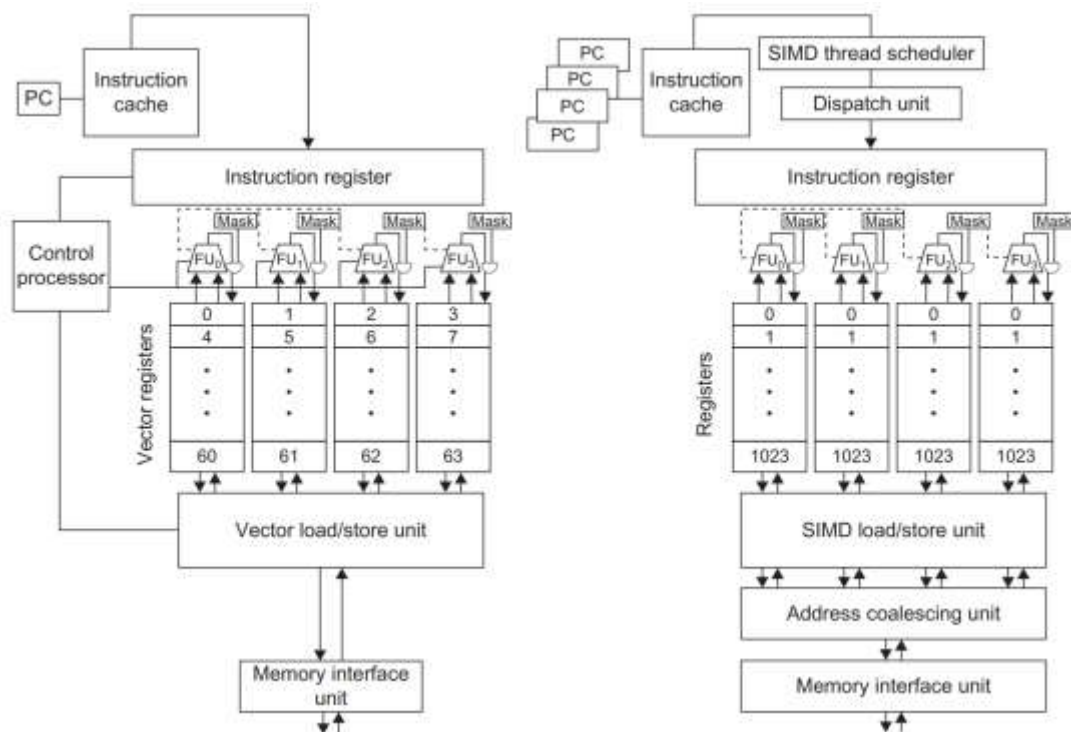 PC
Instruction
cache
Instruction register
Control
processor
Mask
Mask
Mask
Mask
FU0
FU1
FU2
FU3
Vector registers
0
1
2
3
4
5
6
7
60
61
62
63
Vector load/store unit
Memory interface
unit
PC
PC
PC
PC
Instruction
cache
SIMD thread scheduler
Dispatch unit
Instruction register
Mask
Mask
Mask
Mask
FU0
FU1
FU2
FU3
Registers
0
0
0
0
1
1
1
1
1023
1023
1023
1023
SIMD load/store unit
Address coalescing unit
Memory interface unit